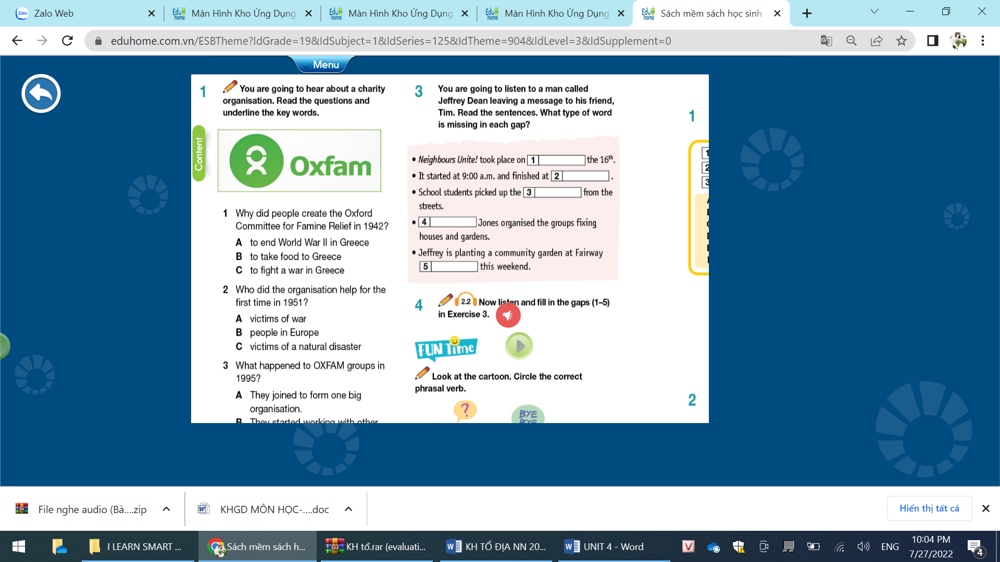 Zalo Web
Màn Hình Kho Ứng Dụng
Màn Hình Kho Ứng Dụng
Màn Hình Kho Ứng Dụng
Sách mềm sách học sinh -
eduhome.com.vn/ESBTheme?IdGrade=19&IdSubject=1&IdSeries=125&IdTheme=904&IdLevel=3&IdSupplement=0
Menu
Content
1 You are going to hear about a charity
organisation. Read the questions and
underline the key words.
Oxfam
1 Why did people create the Oxford
Committee for Famine Relief in 1942?
A to end World War II in Greece
B to take food to Greece
C to fight a war in Greece
2 Who did the organisation help for the
first time in 1951?
A victims of war
B people in Europe
C victims of a natural disaster
3 What happened to OXFAM groups in
1995?
A They joined to form one big
organisation.
B They started working with other
3 You are going to listen to a man called
Jeffrey Dean leaving a message to his friend,
Tim. Read the sentences. What type of word
is missing in each gap?
• Neighbours Unite! took place on 1 the 16th.
• It started at 9:00 a.m. and finished at 2 .
• School students picked up the 3 from the
streets.
• 4 Jones organised the groups fixing
houses and gardens.
• Jeffrey is planting a community garden at Fairway
5 this weekend.
4 2.2 Now listen and fill in the gaps (1–5)
in Exercise 3.
FUN Time
Look at the cartoon. Circle the correct
phrasal verb.
?
BYE
BYE
1
1
2
3
2
File nghe audio (Bà....zip
KHGD MÔN HỌC-....doc
Hiển thị tất cả
I LEARN SMART ...
Sách mềm sách h...
KH tổ.rar (evaluati...
KH TỔ ĐỊA NN 20...
UNIT 4 - Word
ENG
10:04 PM
7/27/2022
4